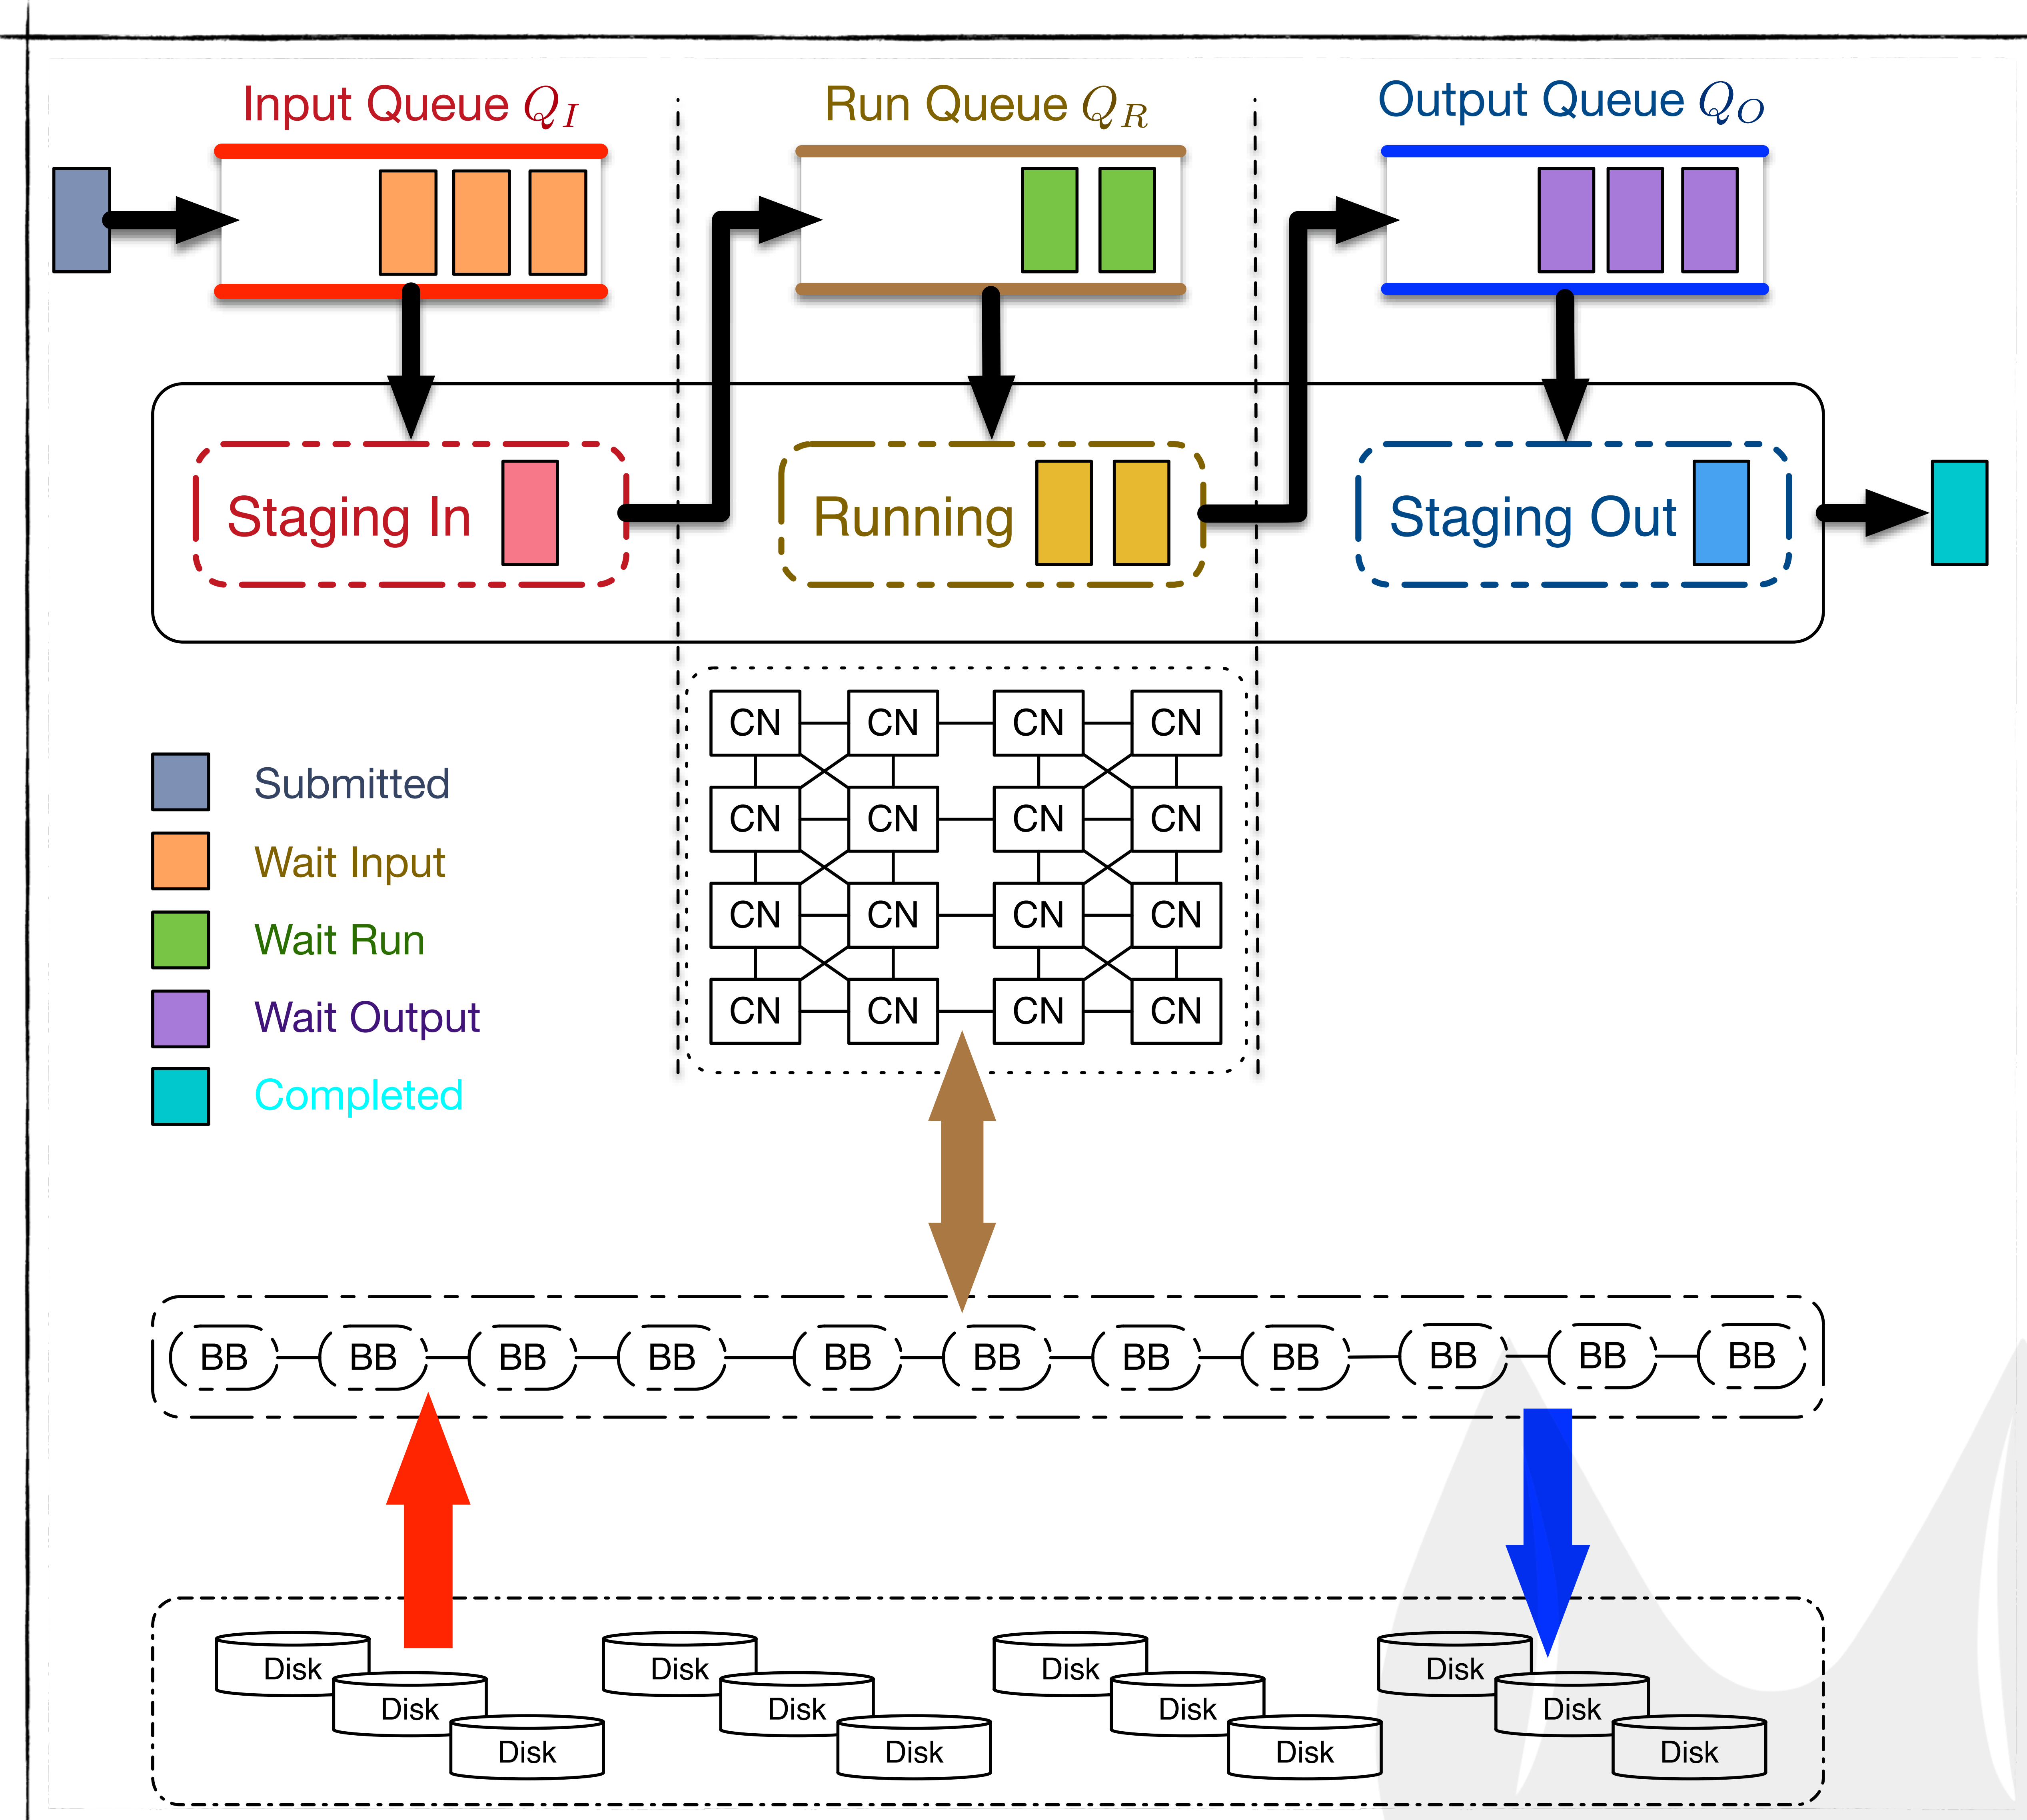 Input Queue Q_I
Run Queue Q_R
Output Queue Q_O
Staging In
Running
Staging Out
CN CN CN CN
CN CN CN CN
CN CN CN CN
CN CN CN CN
Submitted
Wait Input
Wait Run
Wait Output
Completed
BB BB BB BB BB BB BB BB BB BB BB
Disk Disk Disk Disk
Disk Disk Disk Disk
Disk Disk Disk Disk